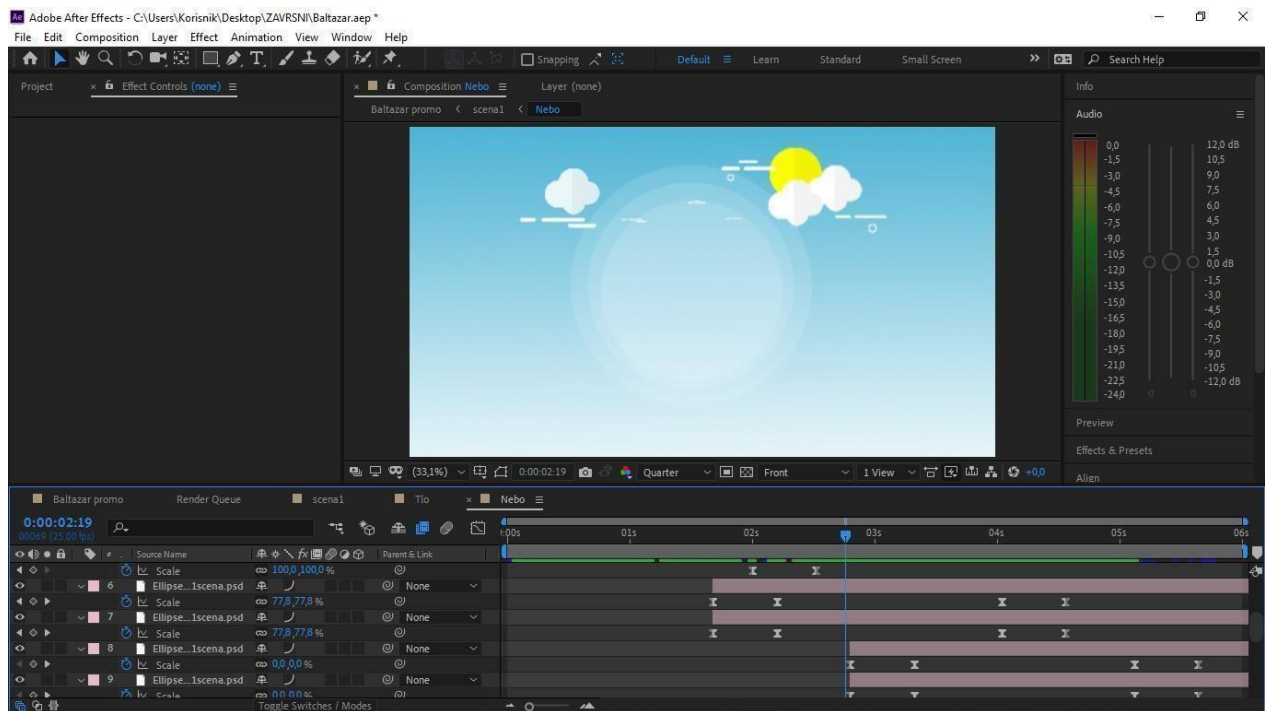 Ae Adobe After Effects - C:\Users\Korisnik\Desktop\ZAVRSNI\Baltazar.aep *
File Edit Composition Layer Effect Animation View Window Help
Snapping Default Learn Standard Small Screen Search Help
Project Effect Controls (none) Composition Nebo Layer (none) Info
Baltazar promo scena1 Nebo
Audio
0,0 12,0 dB
-1,5 10,5
-3,0 9,0
-4,5 7,5
-6,0 6,0
-7,5 4,5
-9,0 3,0
-10,5 1,5
-12,0 0,0 dB
-13,5 -1,5
-15,0 -3,0
-16,5 -4,5
-18,0 -6,0
-19,5 -7,5
-21,0 -9,0
-22,5 -10,5
-24,0 0 0 -12,0 dB
Preview
Effects & Presets
Align
(33,1%) 0:00:02:19 Quarter Front 1 View +0,0
Baltazar promo Render Queue scena1 Tlo Nebo
0:00:02:19
00069 (25.00 fps)
:00s 01s 02s 03s 04s 05s 06s
# Source Name fx Parent & Link
Scale 100,0,100,0 %
6 Ellipse...1scena.psd None
Scale 77,8,77,8 %
7 Ellipse...1scena.psd None
Scale 77,8,77,8 %
8 Ellipse...1scena.psd None
Scale 0,0,0,0 %
9 Ellipse...1scena.psd None
Scale 0,0,0,0 %
Toggle Switches / Modes